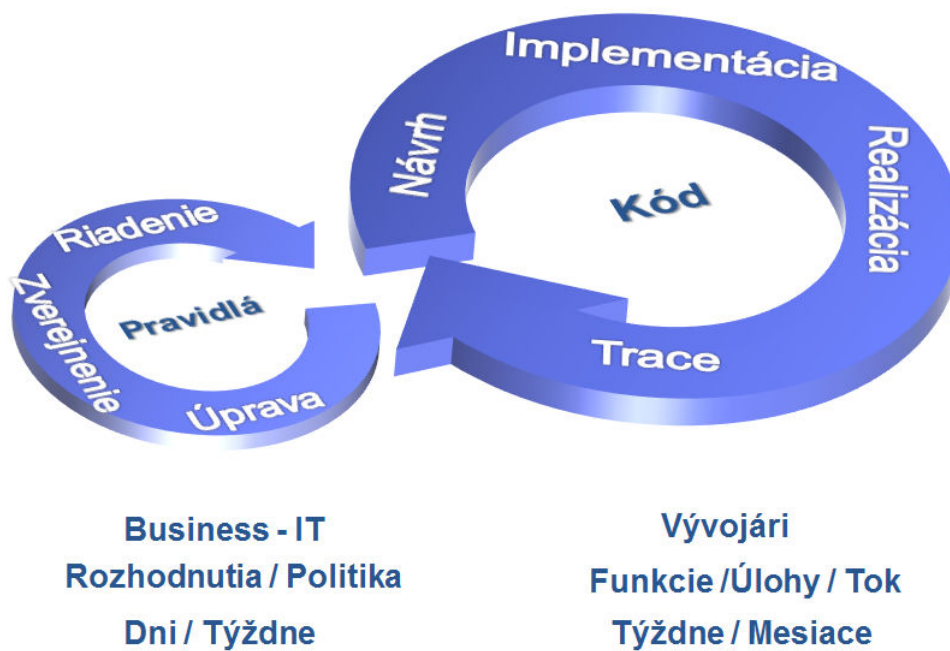 Implementácia
Návrh
Realizácia
Kód
Trace
Riadenie
Zverejnenie
Pravidlá
Úprava
Business - IT
Rozhodnutia / Politika
Dni / Týždne
Vývojári
Funkcie /Úlohy / Tok
Týždne / Mesiace